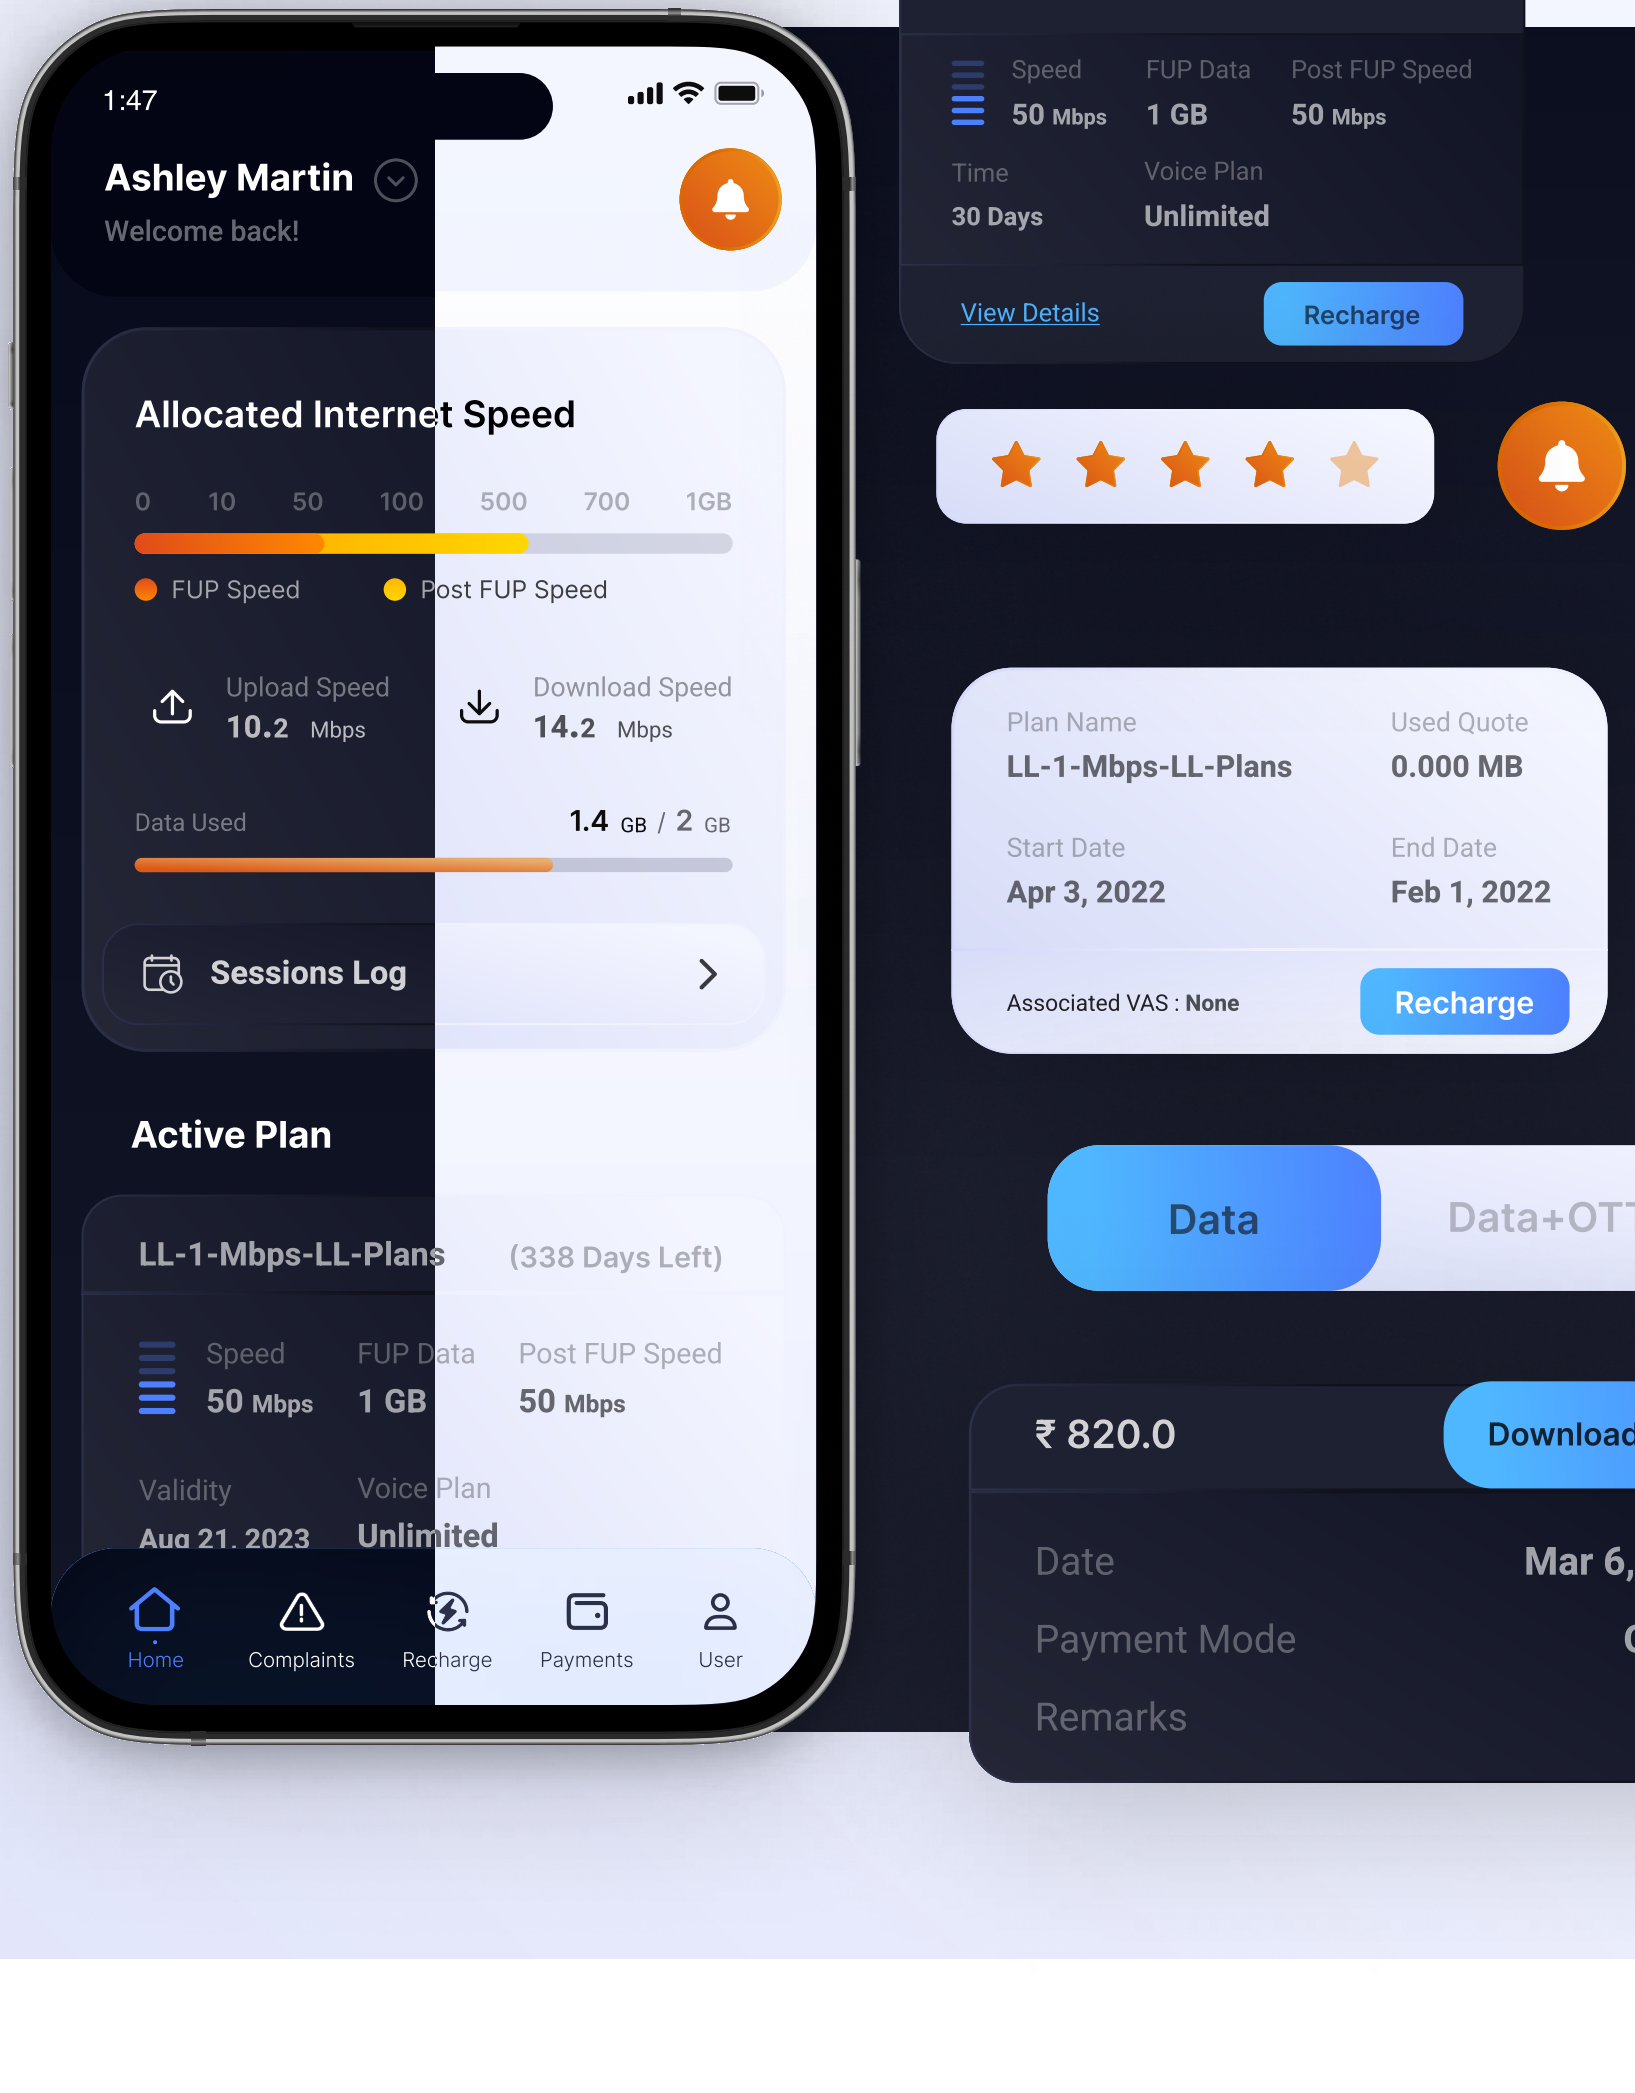 1:47
Ashley Martin
Welcome back!
Allocated Internet Speed
0 10 50 100 500 700 1GB
FUP Speed Post FUP Speed
Upload Speed Download Speed
10.2 Mbps 14.2 Mbps
Data Used 1.4 GB / 2 GB
Sessions Log
Active Plan
LL-1-Mbps-LL-Plans (338 Days Left)
Speed FUP Data Post FUP Speed
50 Mbps 1 GB 50 Mbps
Validity Voice Plan
Aug 21, 2023 Unlimited
Home Complaints Recharge Payments User
Speed FUP Data Post FUP Speed
50 Mbps 1 GB 50 Mbps
Time Voice Plan
30 Days Unlimited
View Details Recharge
Plan Name Used Quote
LL-1-Mbps-LL-Plans 0.000 MB
Start Date End Date
Apr 3, 2022 Feb 1, 2022
Associated VAS : None Recharge
Data Data+OTT
₹ 820.0 Download
Date Mar 6,
Payment Mode
Remarks